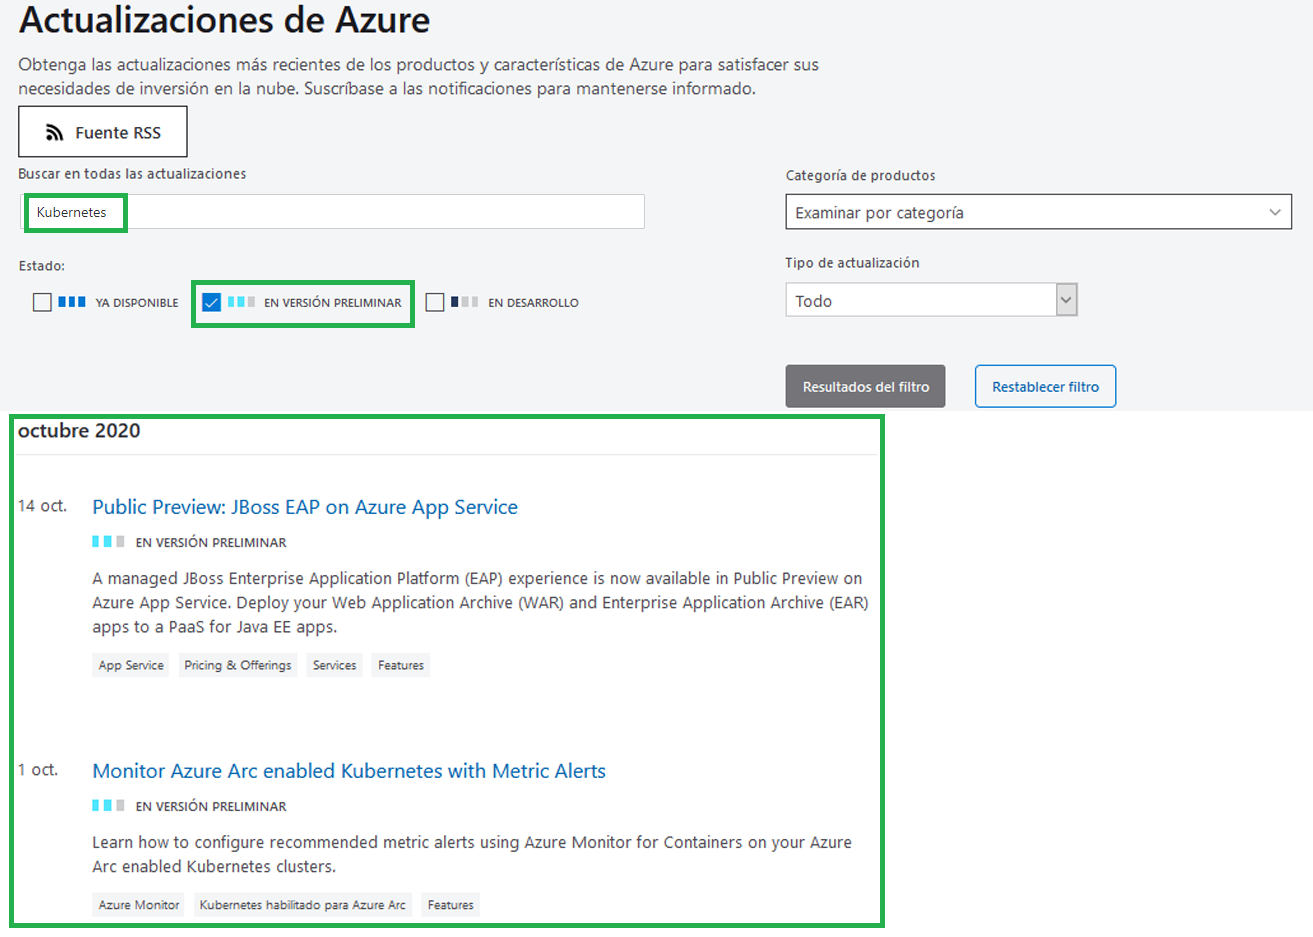 Actualizaciones de Azure
Obtenga las actualizaciones más recientes de los productos y características de Azure para satisfacer sus
necesidades de inversión en la nube. Suscríbase a las notificaciones para mantenerse informado.
Fuente RSS
Buscar en todas las actualizaciones
Categoría de productos
Kubernetes
Examinar por categoría
Estado:
Tipo de actualización
YA DISPONIBLE
EN VERSIÓN PRELIMINAR
EN DESARROLLO
Todo
Resultados del filtro
Restablecer filtro
octubre 2020
14 oct.
Public Preview: JBoss EAP on Azure App Service
EN VERSIÓN PRELIMINAR
A managed JBoss Enterprise Application Platform (EAP) experience is now available in Public Preview on
Azure App Service. Deploy your Web Application Archive (WAR) and Enterprise Application Archive (EAR)
apps to a PaaS for Java EE apps.
App Service
Pricing & Offerings
Services
Features
1 oct.
Monitor Azure Arc enabled Kubernetes with Metric Alerts
EN VERSIÓN PRELIMINAR
Learn how to configure recommended metric alerts using Azure Monitor for Containers on your Azure
Arc enabled Kubernetes clusters.
Azure Monitor
Kubernetes habilitado para Azure Arc
Features